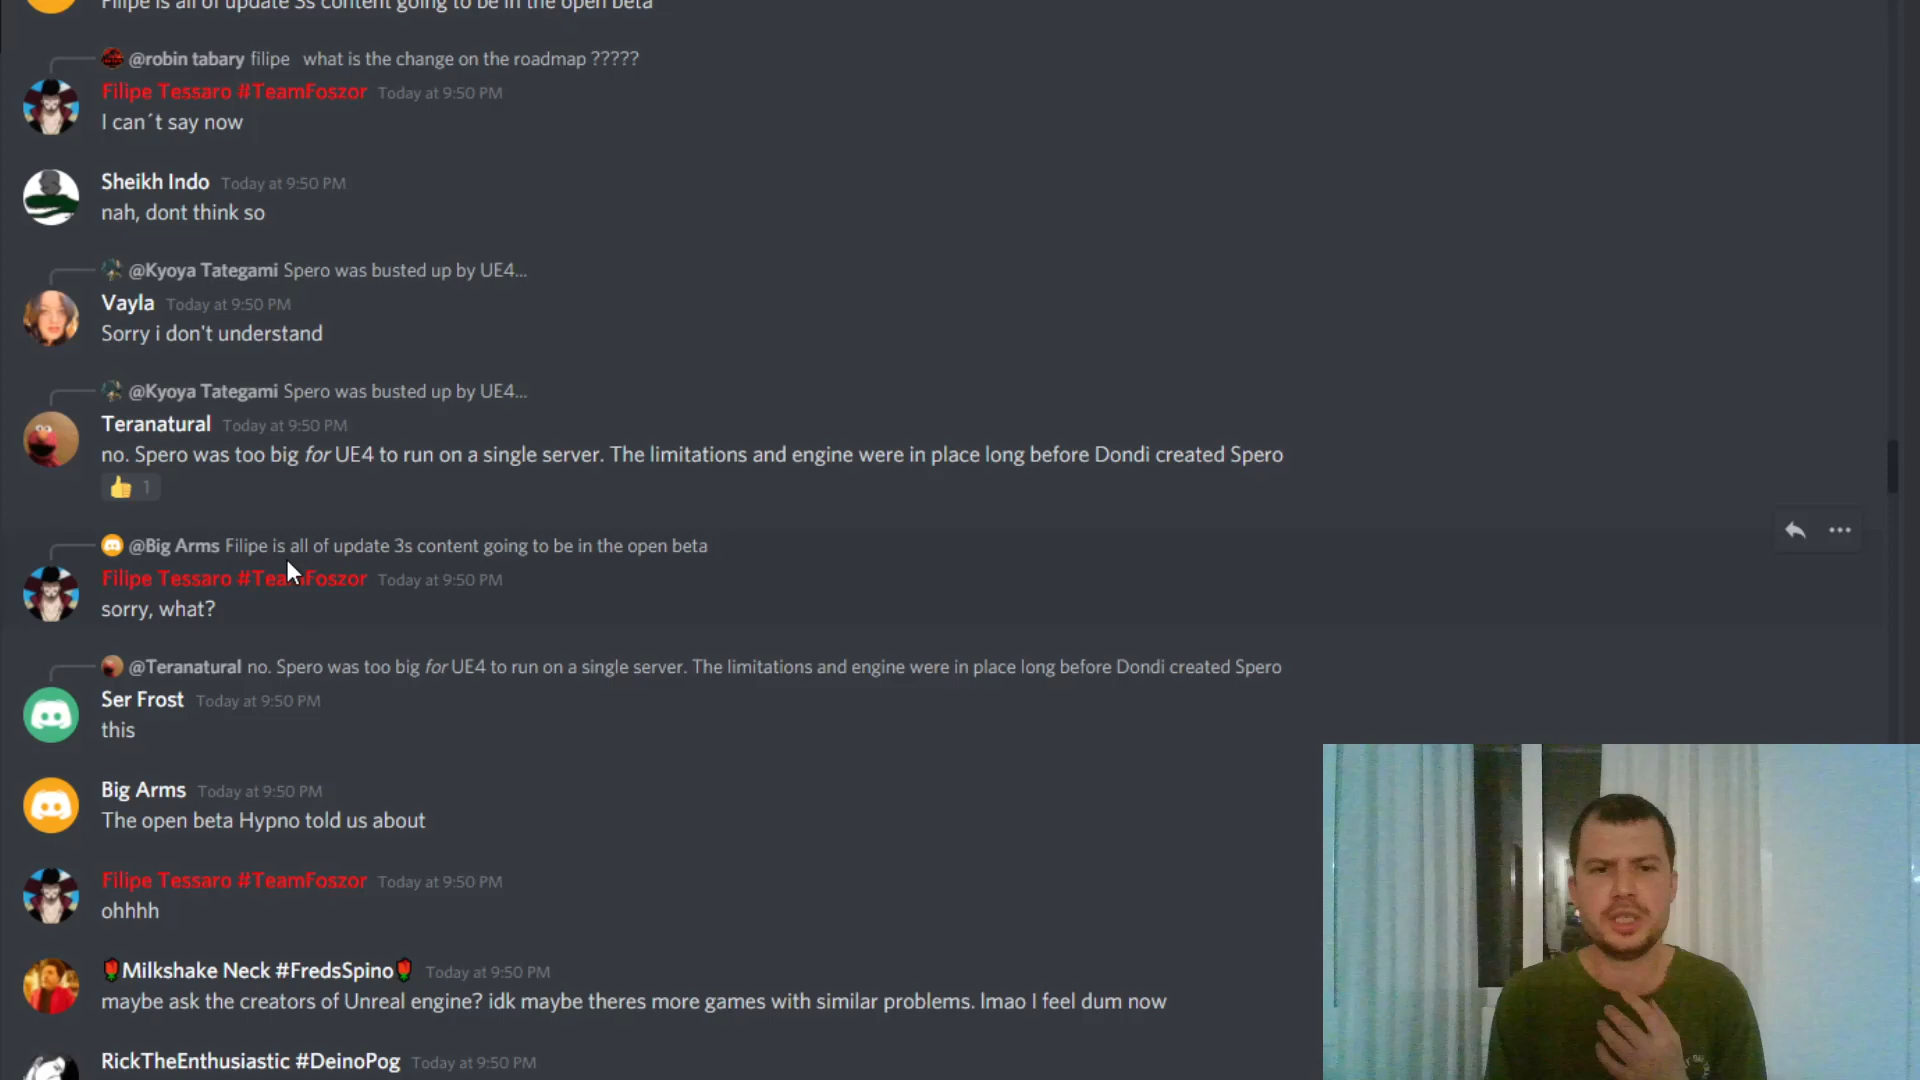 Filipe is all of update 3s content going to be in the open beta
@robin tabary filipe what is the change on the roadmap ?????
Filipe Tessaro #TeamFoszor Today at 9:50 PM
I can´t say now
Sheikh Indo Today at 9:50 PM
nah, dont think so
@Kyoya Tategami Spero was busted up by UE4...
Vayla Today at 9:50 PM
Sorry i don't understand
@Kyoya Tategami Spero was busted up by UE4...
Teranatural Today at 9:50 PM
no. Spero was too big for UE4 to run on a single server. The limitations and engine were in place long before Dondi created Spero
👍 1
@Big Arms Filipe is all of update 3s content going to be in the open beta
Filipe Tessaro #TeamFoszor Today at 9:50 PM
sorry, what?
@Teranatural no. Spero was too big for UE4 to run on a single server. The limitations and engine were in place long before Dondi created Spero
Ser Frost Today at 9:50 PM
this
Big Arms Today at 9:50 PM
The open beta Hypno told us about
Filipe Tessaro #TeamFoszor Today at 9:50 PM
ohhhh
🌹Milkshake Neck #FredsSpino🌹 Today at 9:50 PM
maybe ask the creators of Unreal engine? idk maybe theres more games with similar problems. lmao I feel dum now
RickTheEnthusiastic #DeinoPog Today at 9:50 PM